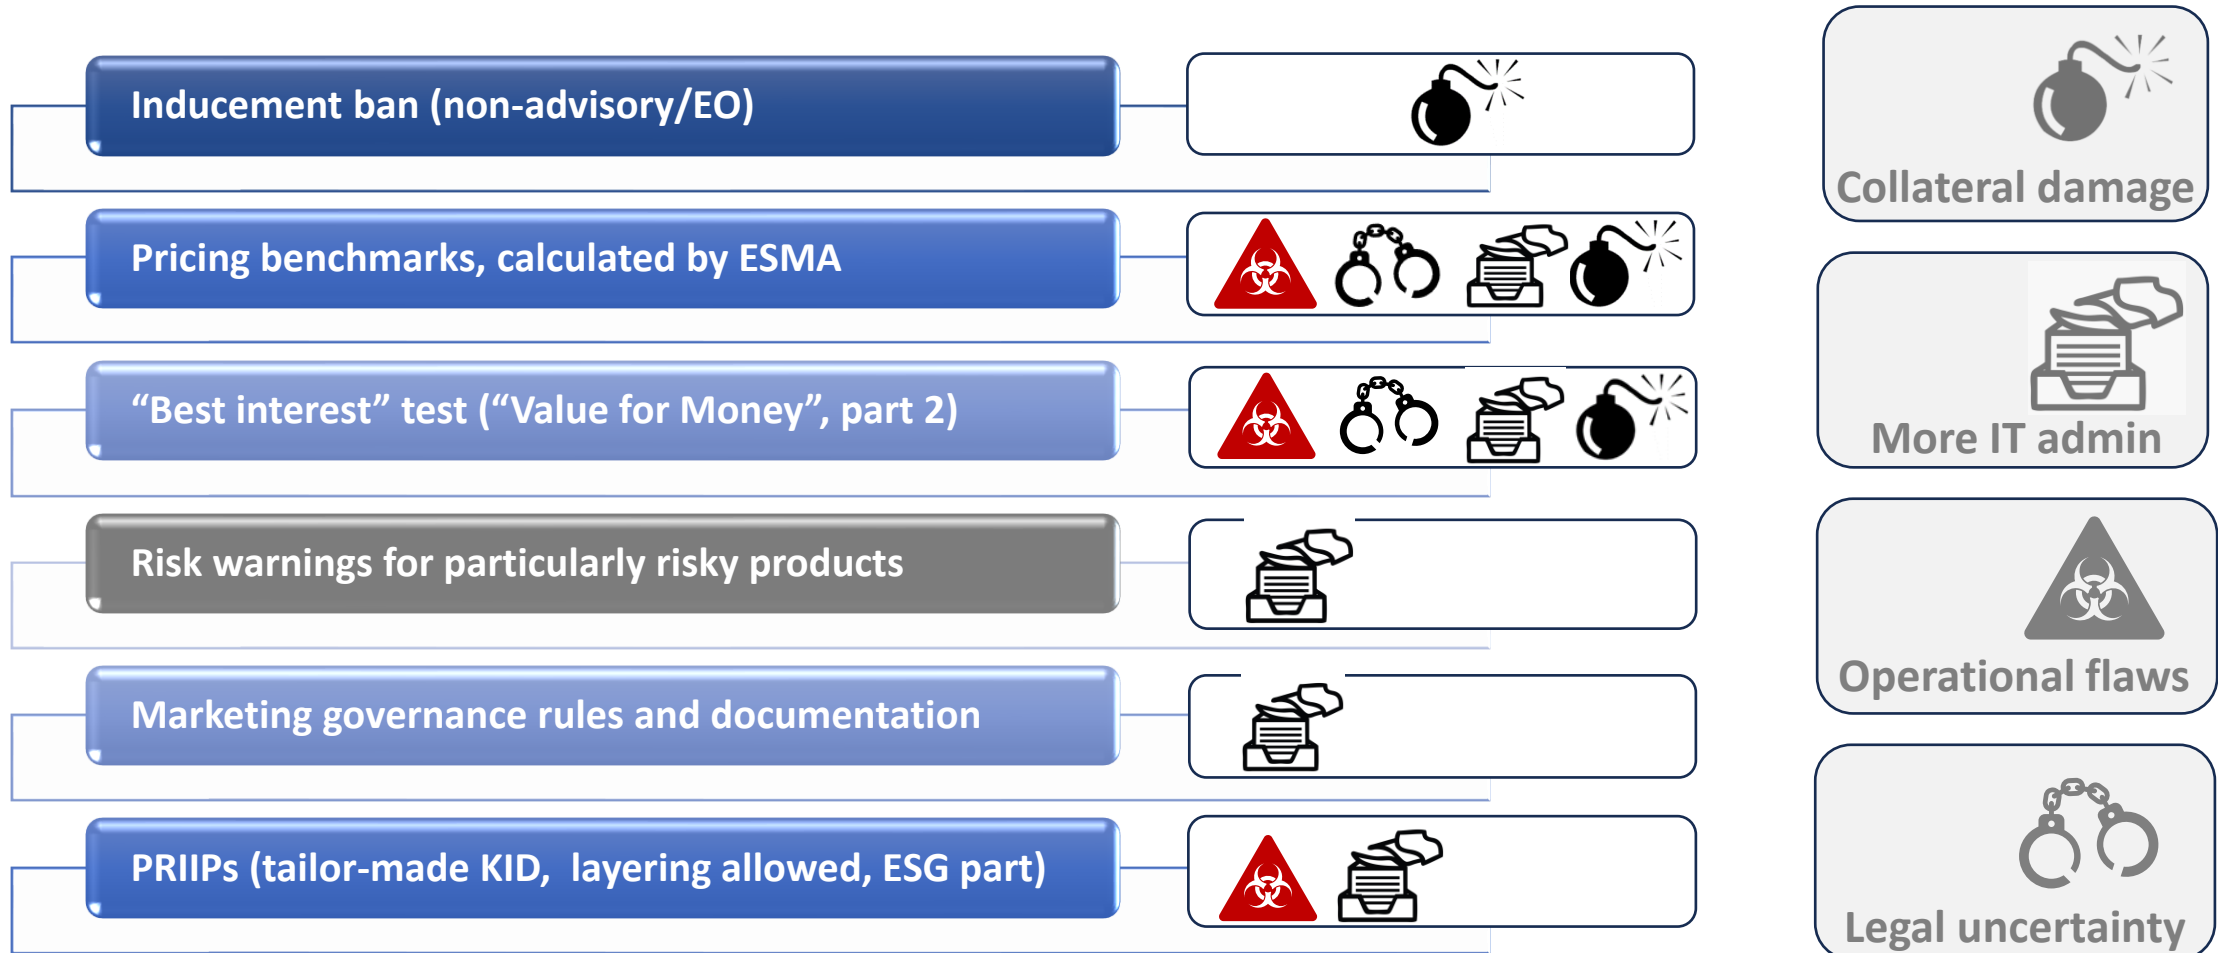 Inducement ban (non-advisory/EO)
Pricing benchmarks, calculated by ESMA
“Best interest” test (“Value for Money”, part 2)
Risk warnings for particularly risky products
Marketing governance rules and documentation
PRIIPs (tailor-made KID, layering allowed, ESG part)
Collateral damage
More IT admin
Operational flaws
Legal uncertainty